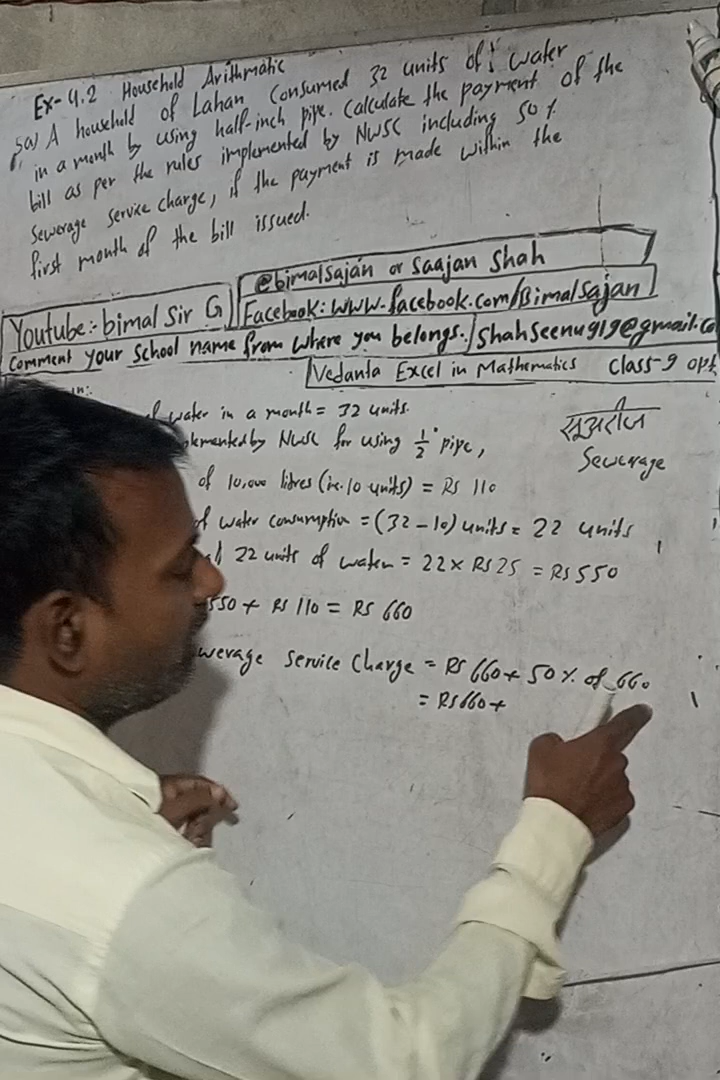 Ex-4.2 Household Arithmatic
5a) A household of Lahan Consumed 32 units of water
in a month by using half-inch pipe. Calculate the payment of the
bill as per the rules implemented by NWSC including 50%
Sewerage service charge, if the payment is made within the
first month of the bill issued.
@bimalsajan or Saajan Shah
Youtube:- bimal Sir G
Facebook: www.facebook.com/Bimalsajan
Comment your School name from where you belongs.
Shahseenu919@gmail.co
Vedanta Excel in Mathematics Class-9 opt
of water in a month = 32 units.
by NWSC for using 1/2" pipe,
of 10,000 litres (i.e. 10 units) = RS 110
of water consumption = (32-10) units = 22 units
22 units of water = 22 × RS 25 = RS 550
550 + RS 110 = RS 660
Service Charge = RS 660 + 50% of 660
= RS 660 +
सूअरेज
Sewerage